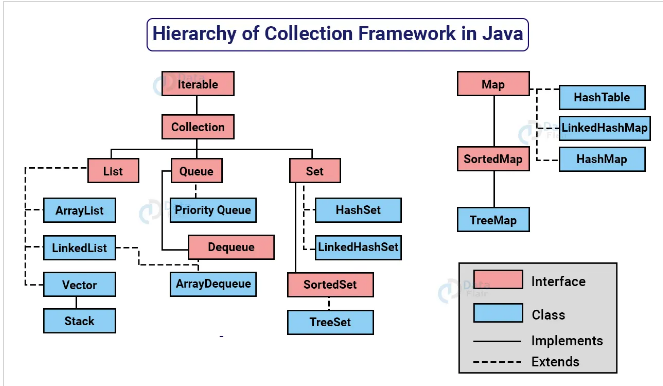 Hierarchy of Collection Framework in Java
Iterable
Collection
List
Queue
Set
ArrayList
Priority Queue
HashSet
LinkedList
Dequeue
LinkedHashSet
Vector
ArrayDequeue
SortedSet
Stack
TreeSet
Map
HashTable
LinkedHashMap
SortedMap
HashMap
TreeMap
Interface
Class
Implements
Extends